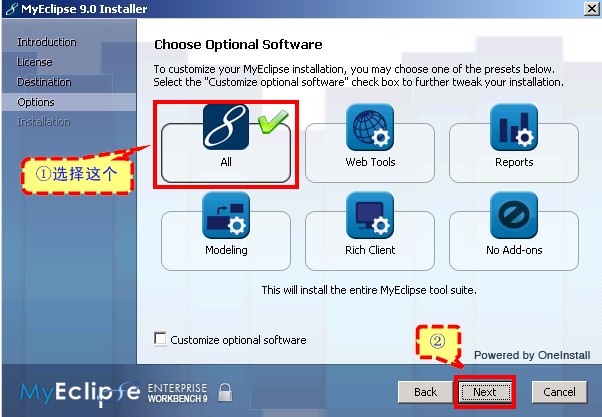 MyEclipse 9.0 Installer
Introduction
License
Destination
Options
Installation
Choose Optional Software
To customize your MyEclipse installation, you may choose one of the presets below.
Select the "Customize optional software" check box to further tweak your installation.
①选择这个
All
Web Tools
Reports
Modeling
Rich Client
No Add-ons
This will install the entire MyEclipse tool suite.
Customize optional software
②
Powered by OneInstall
MyEclipse ENTERPRISE
WORKBENCH 9
Back
Next
Cancel